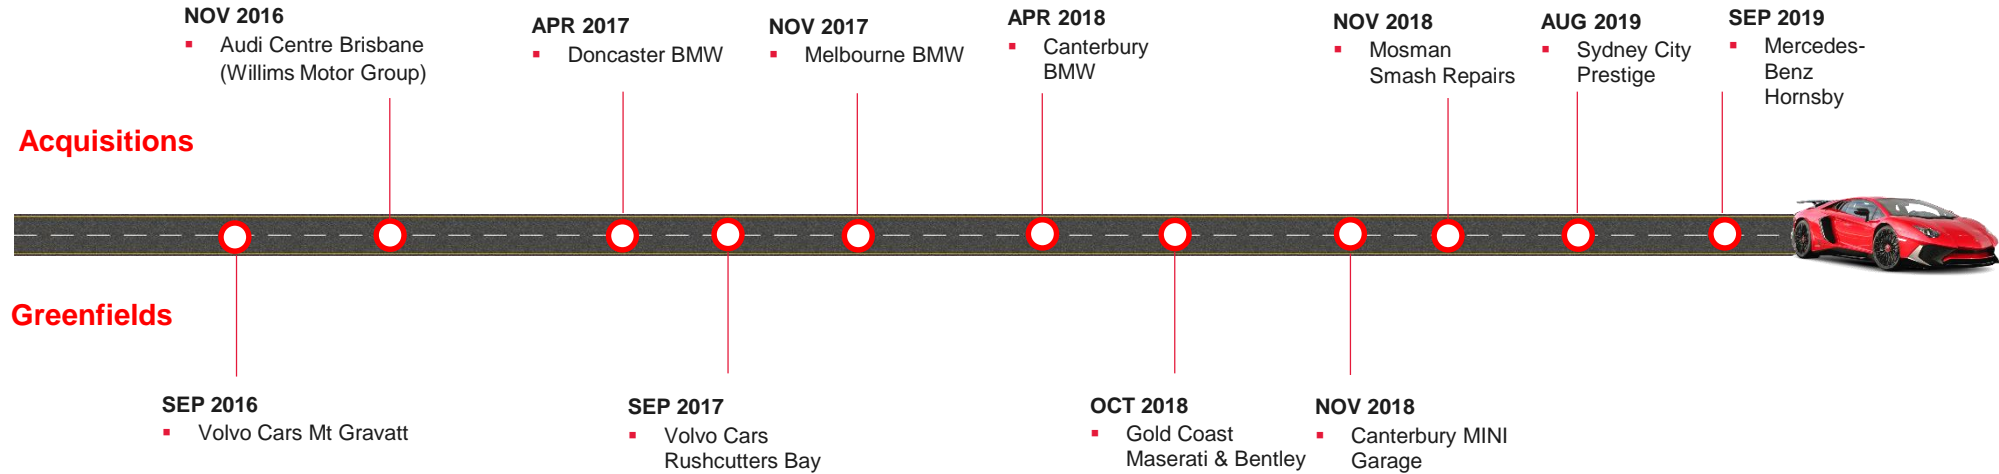 NOV 2016
▪ Audi Centre Brisbane
(Willims Motor Group)
APR 2017
▪ Doncaster BMW
NOV 2017
▪ Melbourne BMW
APR 2018
▪ Canterbury
BMW
NOV 2018
▪ Mosman
Smash Repairs
AUG 2019
▪ Sydney City
Prestige
SEP 2019
▪ Mercedes-
Benz
Hornsby
Acquisitions
Greenfields
SEP 2016
▪ Volvo Cars Mt Gravatt
SEP 2017
▪ Volvo Cars
Rushcutters Bay
OCT 2018
▪ Gold Coast
Maserati & Bentley
NOV 2018
▪ Canterbury MINI
Garage